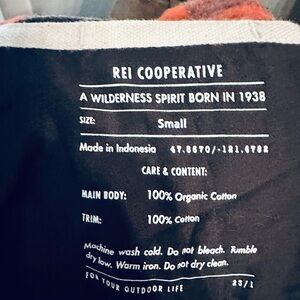 REI COOPERATIVE
A WILDERNESS SPIRIT BORN IN 1938
SIZE: Small
Made in Indonesia 47.8670/-121.6782
CARE & CONTENT:
MAIN BODY: 100% Organic Cotton
TRIM: 100% Cotton
Machine wash cold. Do not bleach. Tumble
dry low. Warm iron. Do not dry clean.
FOR YOUR OUTDOOR LIFE 23/1